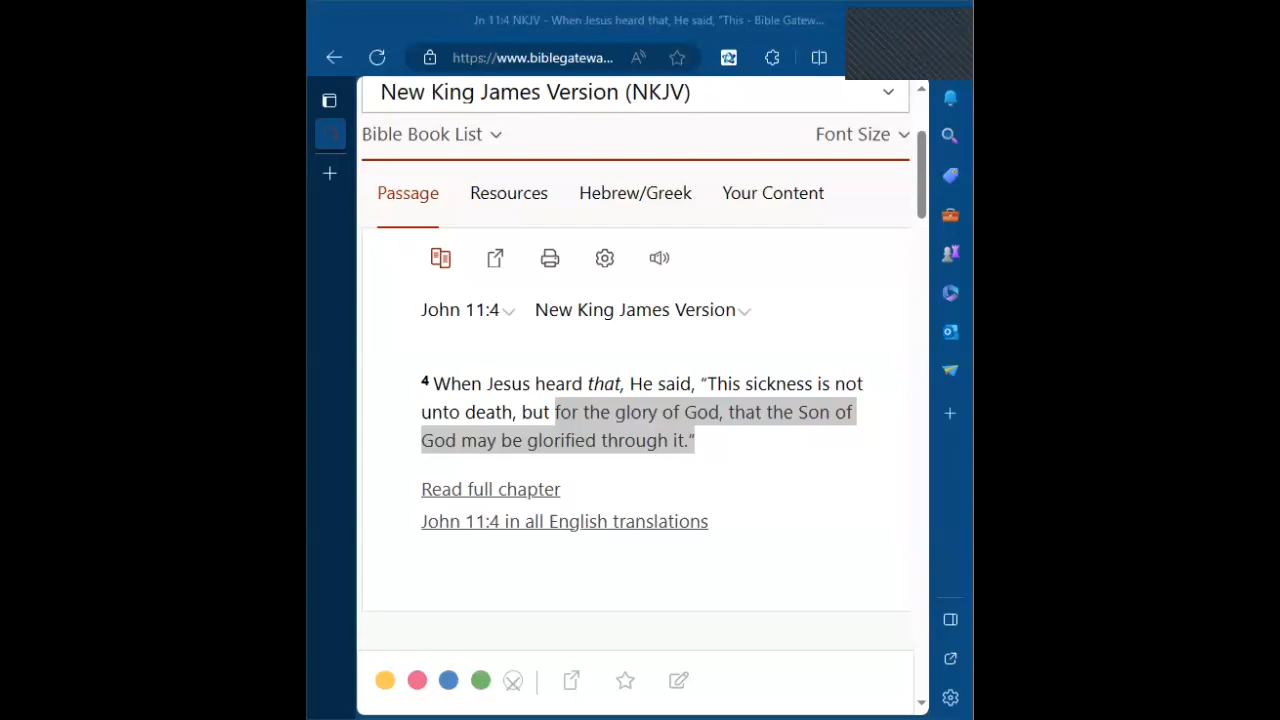 Jn 11:4 NKJV - When Jesus heard that, He said, "This - Bible Gatew...
https://www.biblegatewa...
New King James Version (NKJV)
Bible Book List
Font Size
Passage
Resources
Hebrew/Greek
Your Content
John 11:4
New King James Version
4 When Jesus heard that, He said, “This sickness is not
unto death, but for the glory of God, that the Son of
God may be glorified through it.”
Read full chapter
John 11:4 in all English translations